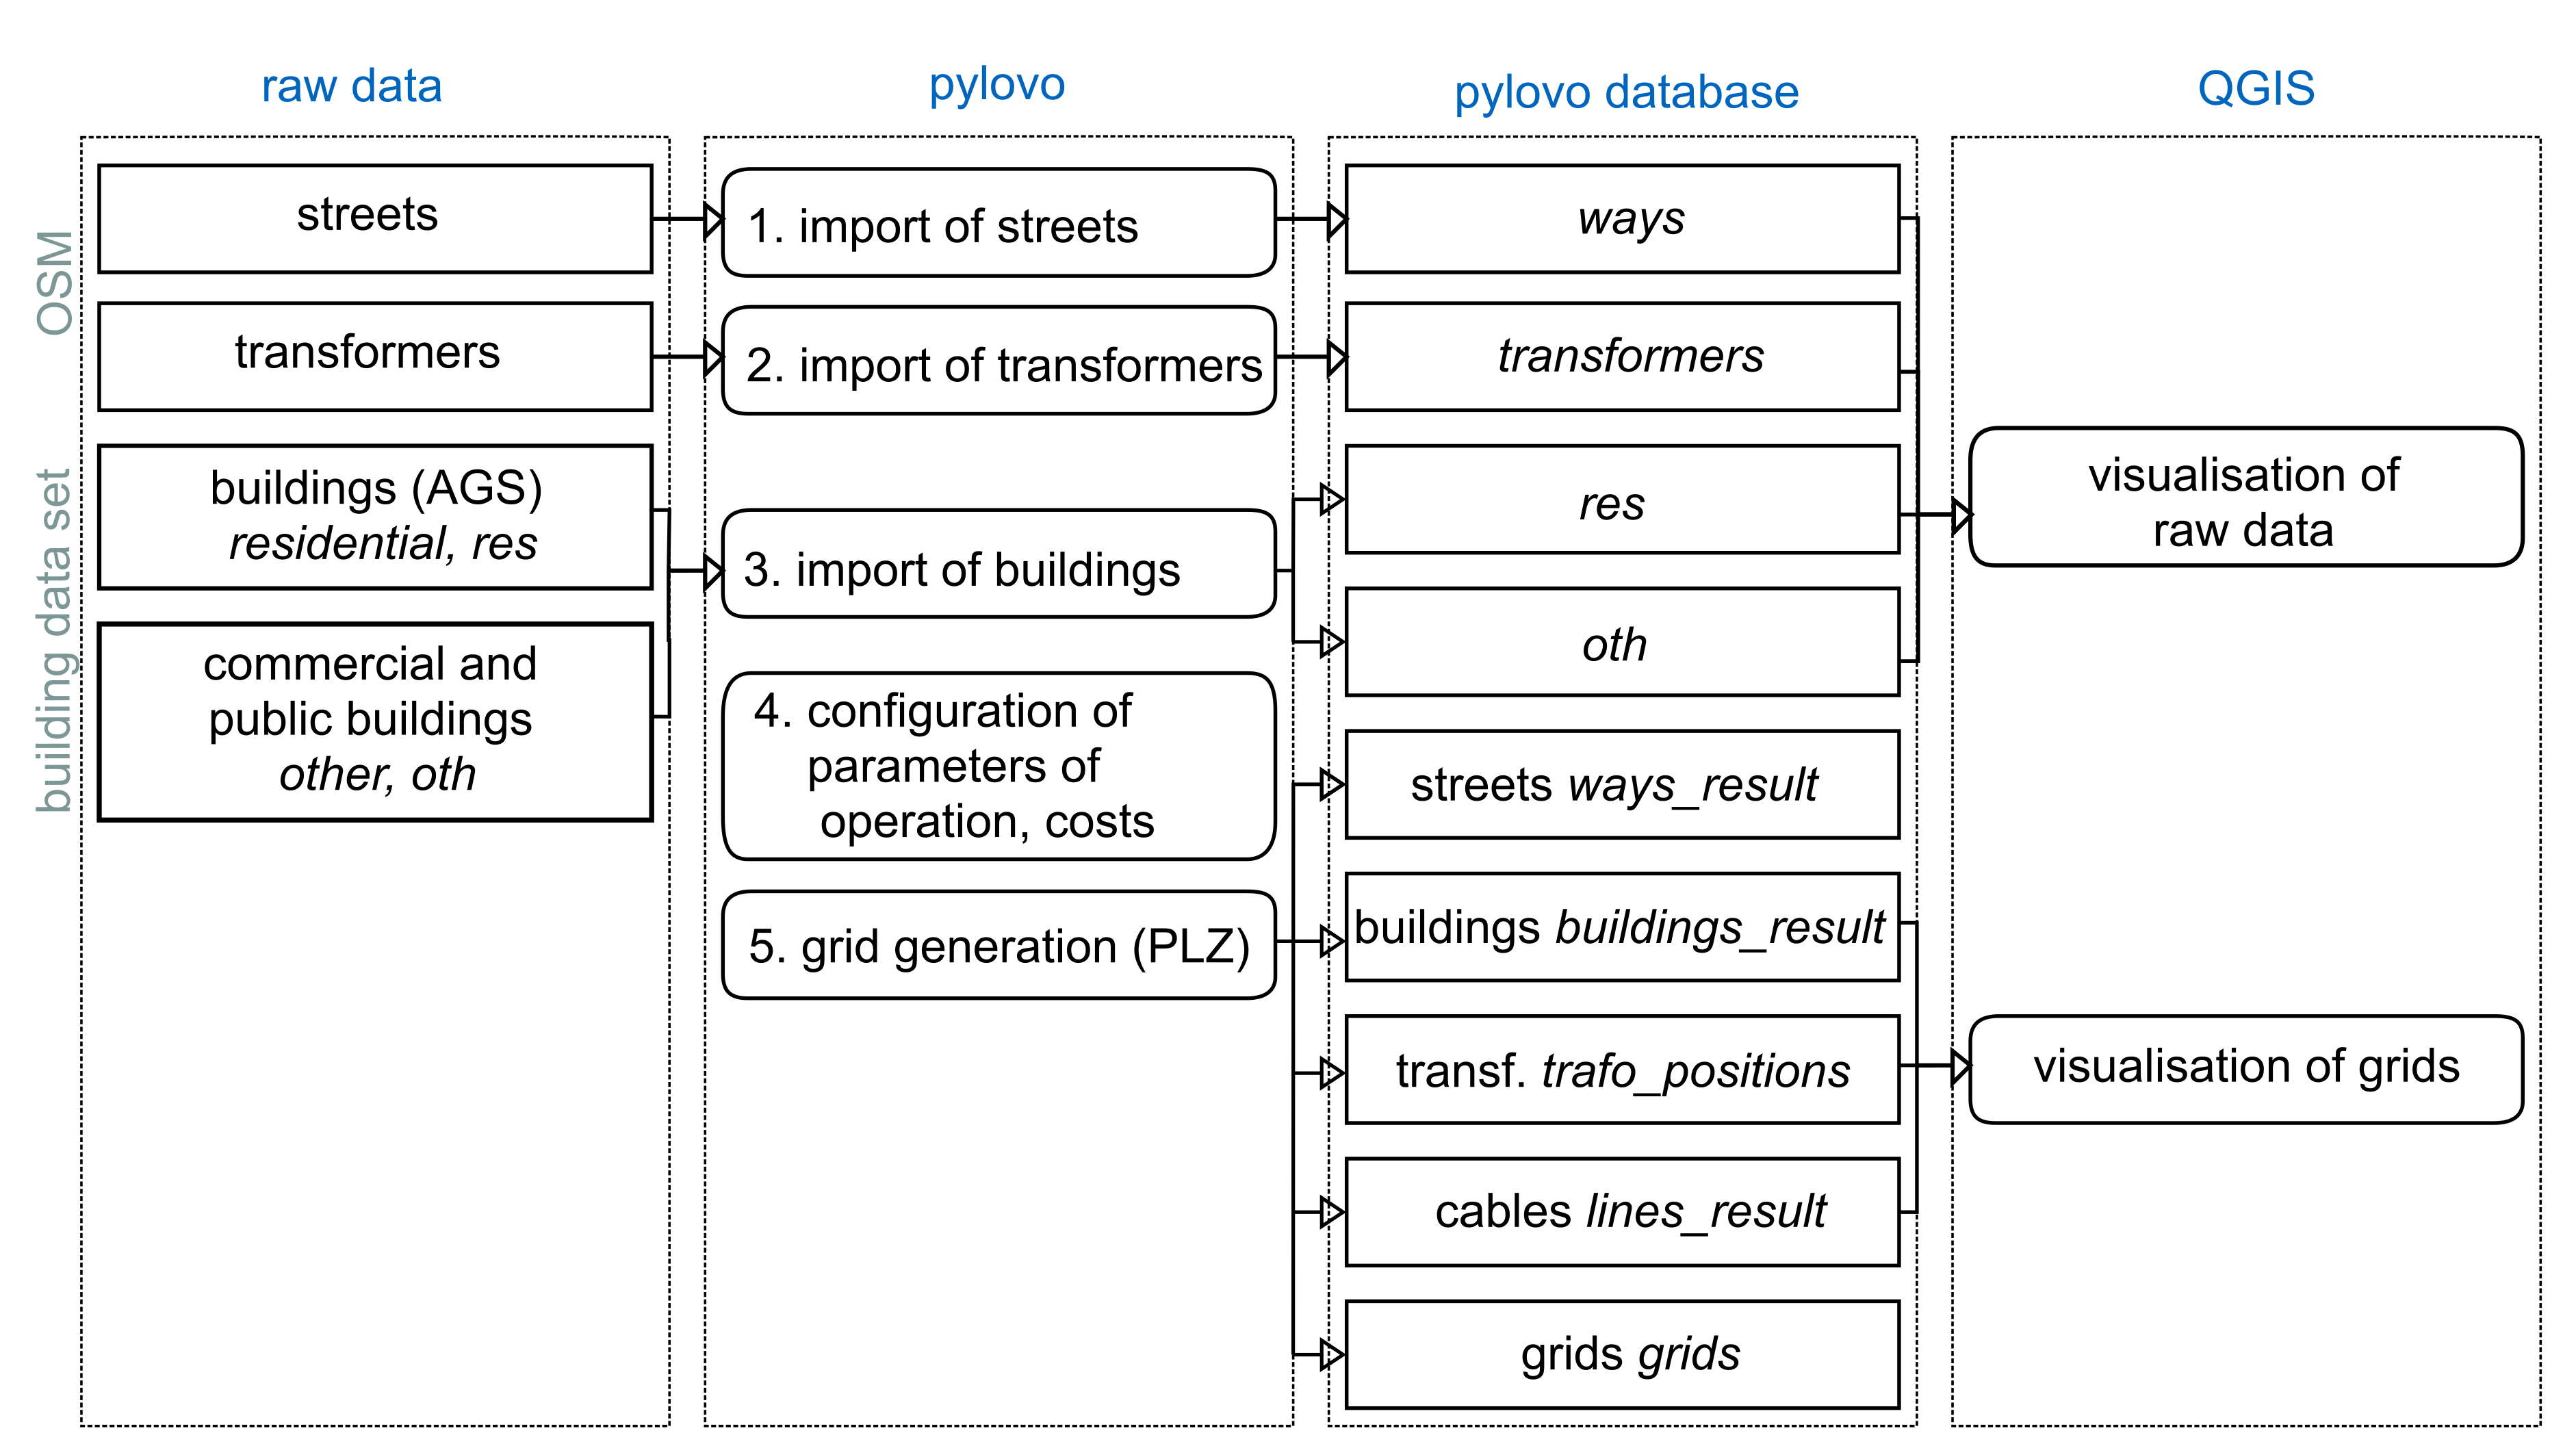 raw data
pylovo
pylovo database
QGIS
OSM
building data set
streets
transformers
buildings (AGS)
residential, res
commercial and
public buildings
other, oth
1. import of streets
2. import of transformers
3. import of buildings
4. configuration of
parameters of
operation, costs
5. grid generation (PLZ)
ways
transformers
res
oth
streets ways_result
buildings buildings_result
transf. trafo_positions
cables lines_result
grids grids
visualisation of
raw data
visualisation of grids